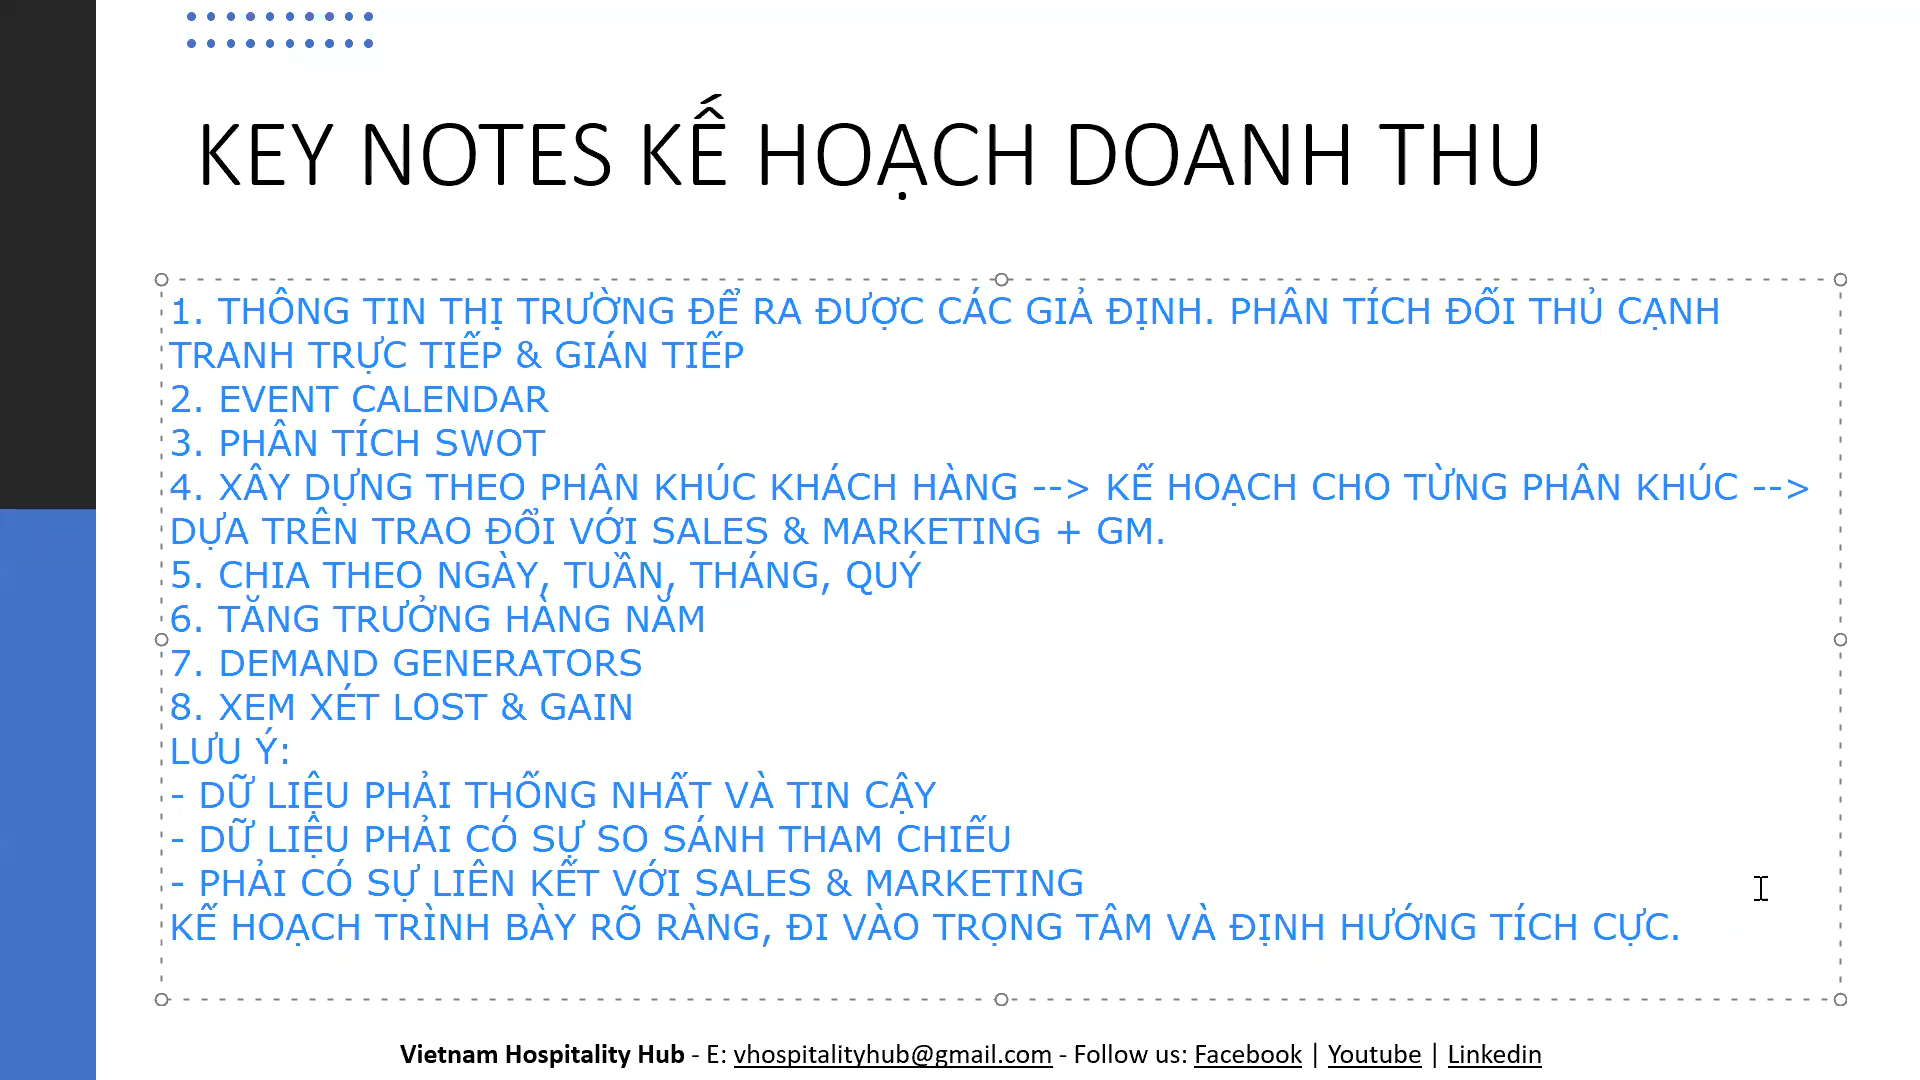 KEY NOTES KẾ HOẠCH DOANH THU
1. THÔNG TIN THỊ TRƯỜNG ĐỂ RA ĐƯỢC CÁC GIẢ ĐỊNH. PHÂN TÍCH ĐỐI THỦ CẠNH
TRANH TRỰC TIẾP & GIÁN TIẾP
2. EVENT CALENDAR
3. PHÂN TÍCH SWOT
4. XÂY DỰNG THEO PHÂN KHÚC KHÁCH HÀNG --> KẾ HOẠCH CHO TỪNG PHÂN KHÚC -->
DỰA TRÊN TRAO ĐỔI VỚI SALES & MARKETING + GM.
5. CHIA THEO NGÀY, TUẦN, THÁNG, QUÝ
6. TĂNG TRƯỞNG HÀNG NĂM
7. DEMAND GENERATORS
8. XEM XÉT LOST & GAIN
LƯU Ý:
- DỮ LIỆU PHẢI THỐNG NHẤT VÀ TIN CẬY
- DỮ LIỆU PHẢI CÓ SỰ SO SÁNH THAM CHIẾU
- PHẢI CÓ SỰ LIÊN KẾT VỚI SALES & MARKETING
KẾ HOẠCH TRÌNH BÀY RÕ RÀNG, ĐI VÀO TRỌNG TÂM VÀ ĐỊNH HƯỚNG TÍCH CỰC.
Vietnam Hospitality Hub - E: vhospitalityhub@gmail.com - Follow us: Facebook | Youtube | Linkedin